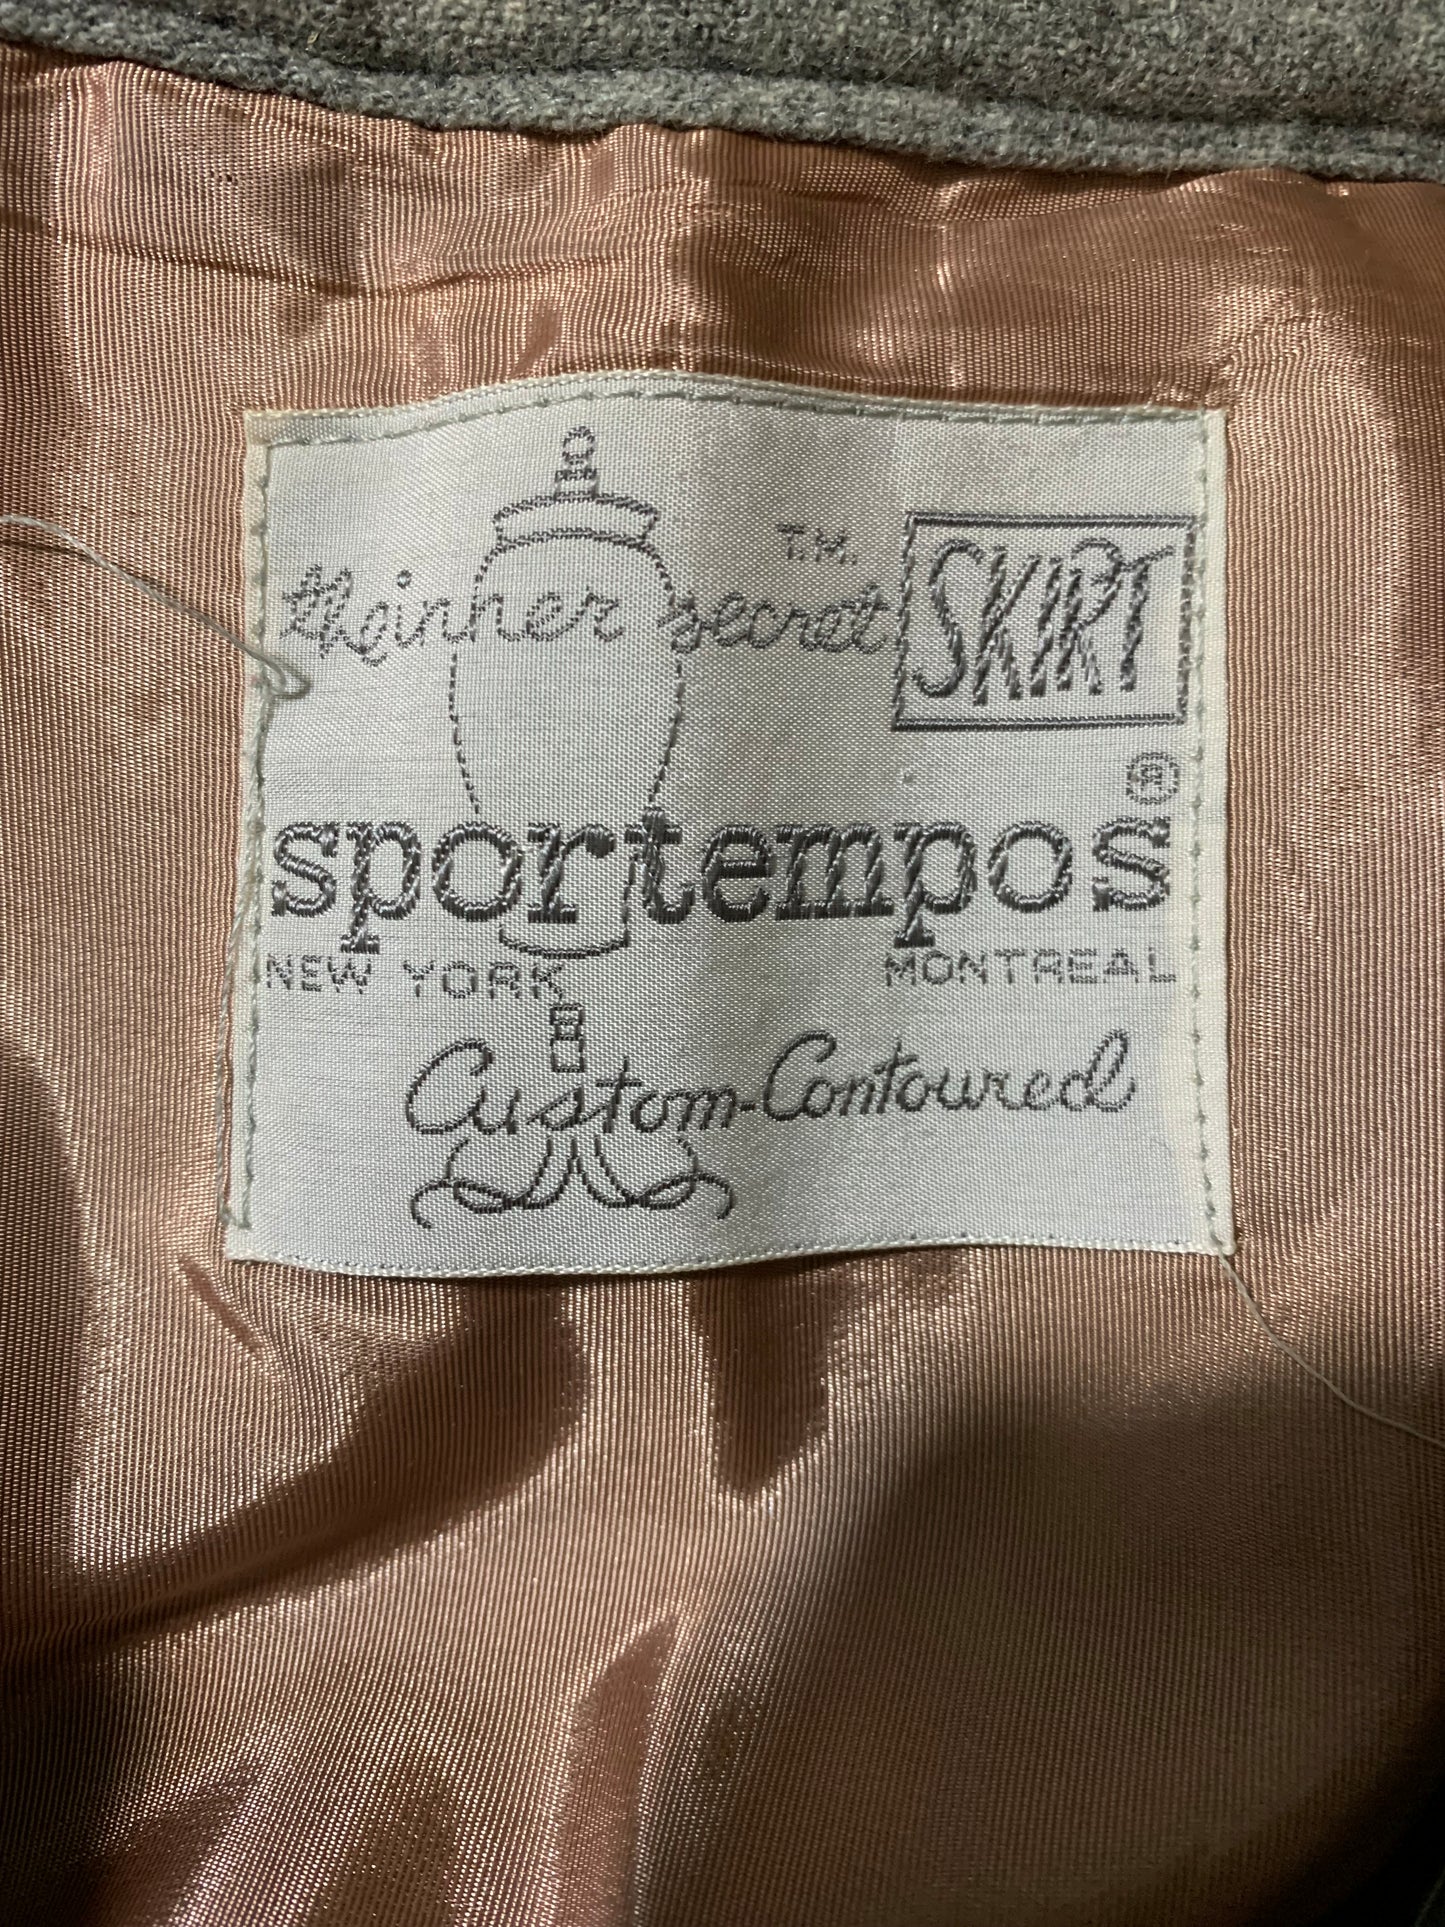 the inner secret T.M. SKIRT
sportempos ®
NEW YORK MONTREAL
Custom-Contoured